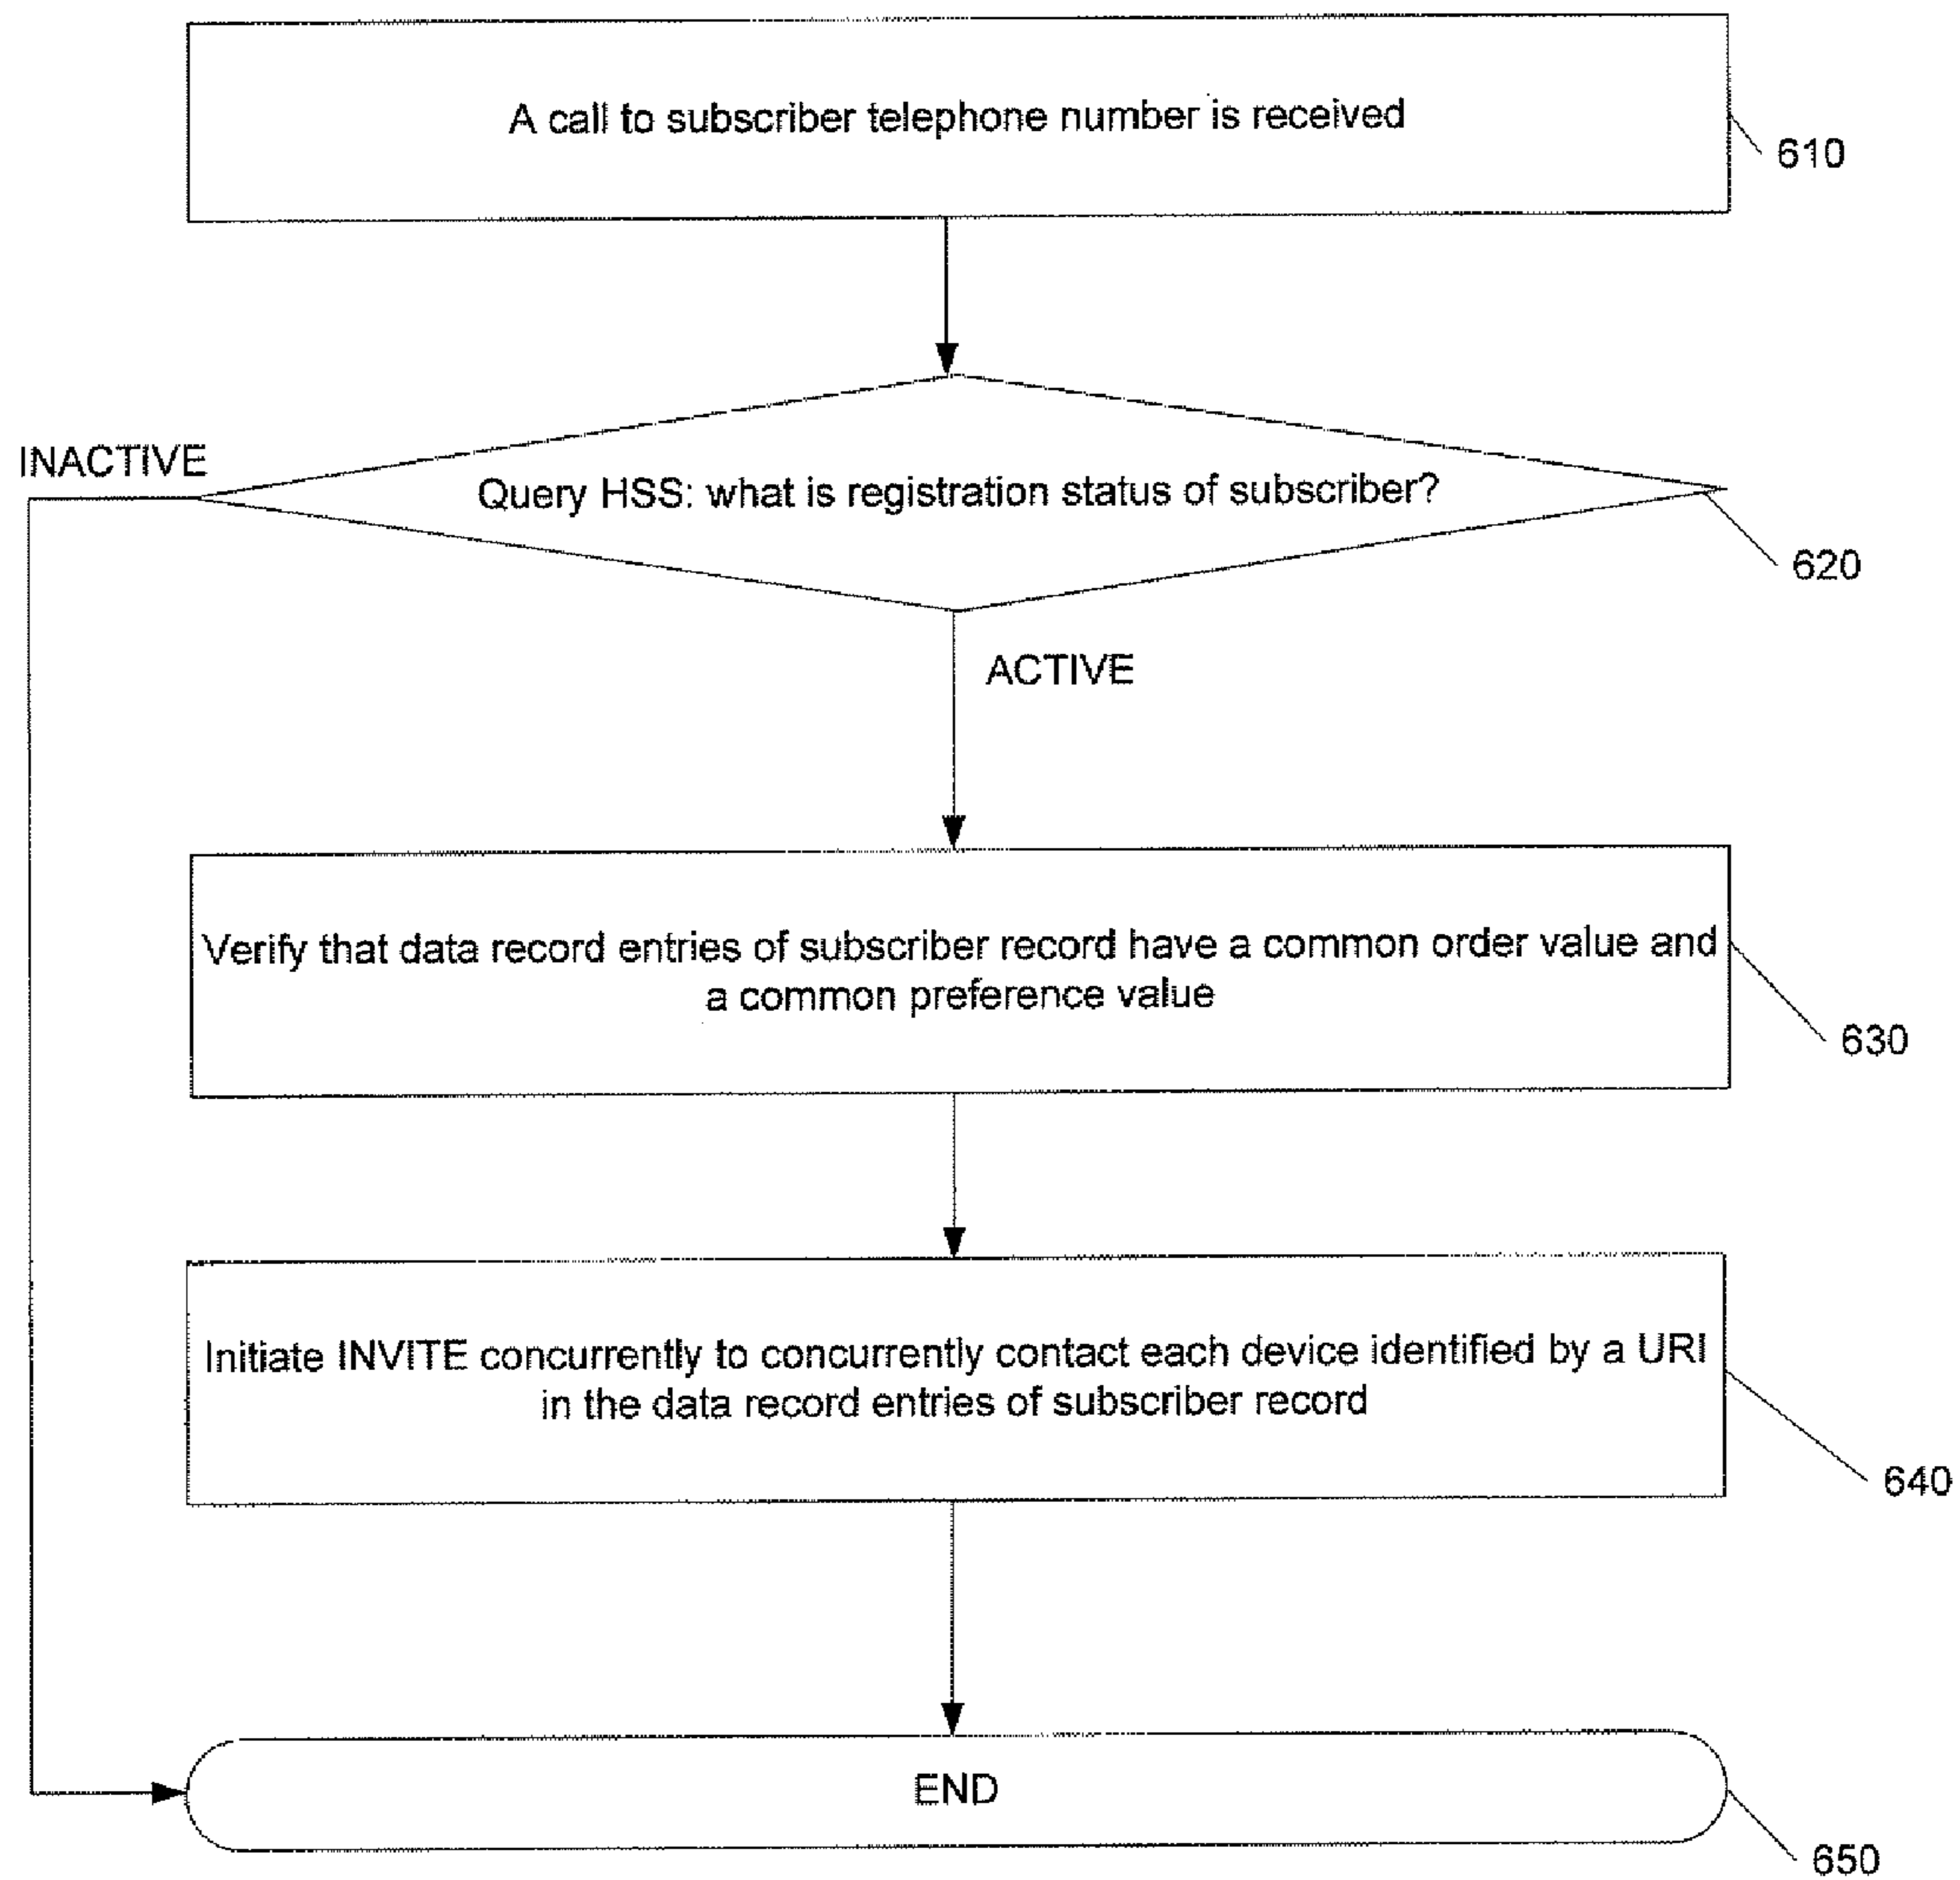 A call to subscriber telephone number is received
610
INACTIVE
Query HSS: what is registration status of subscriber?
620
ACTIVE
Verify that data record entries of subscriber record have a common order value and
a common preference value
630
Initiate INVITE concurrently to concurrently contact each device identified by a URI
in the data record entries of subscriber record
640
END
650